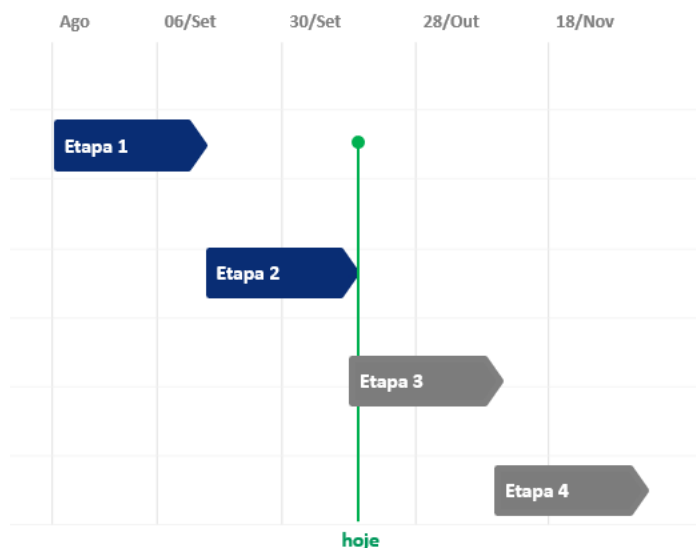 Ago 06/Set 30/Set 28/Out 18/Nov
Etapa 1
Etapa 2
Etapa 3
Etapa 4
hoje